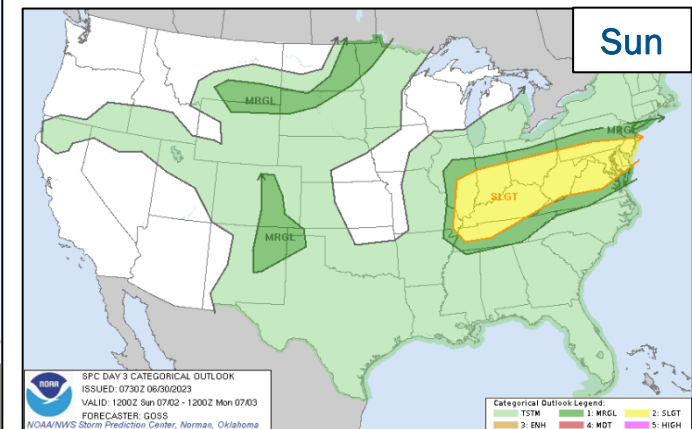 Sun
MRGL
MRGL
SLGT
MRGL
NOAA
SPC DAY 3 CATEGORICAL OUTLOOK
ISSUED: 0730Z 06/30/2023
VALID: 1200Z Sun 07/02 - 1200Z Mon 07/03
FORECASTER: GOSS
NOAA/NWS Storm Prediction Center, Norman, Oklahoma
Categorical Outlook Legend:
TSTM 1: MRGL 2: SLGT
3: ENH 4: MDT 5: HIGH